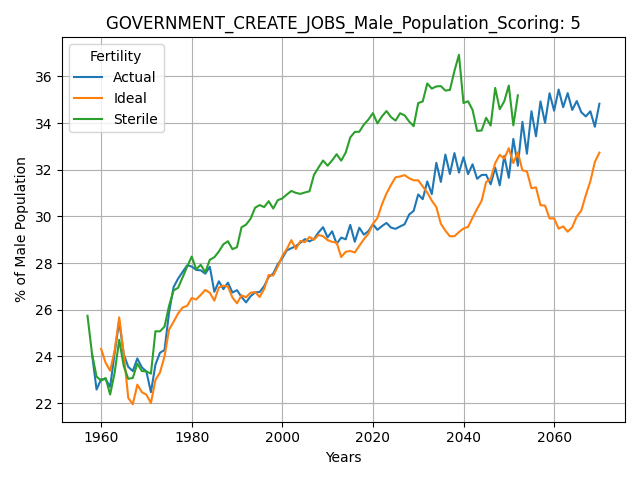 GOVERNMENT_CREATE_JOBS_Male_Population_Scoring: 5
Fertility
Actual
Ideal
Sterile
% of Male Population
36
34
32
30
28
26
24
22
1960
1980
2000
2020
2040
2060
Years